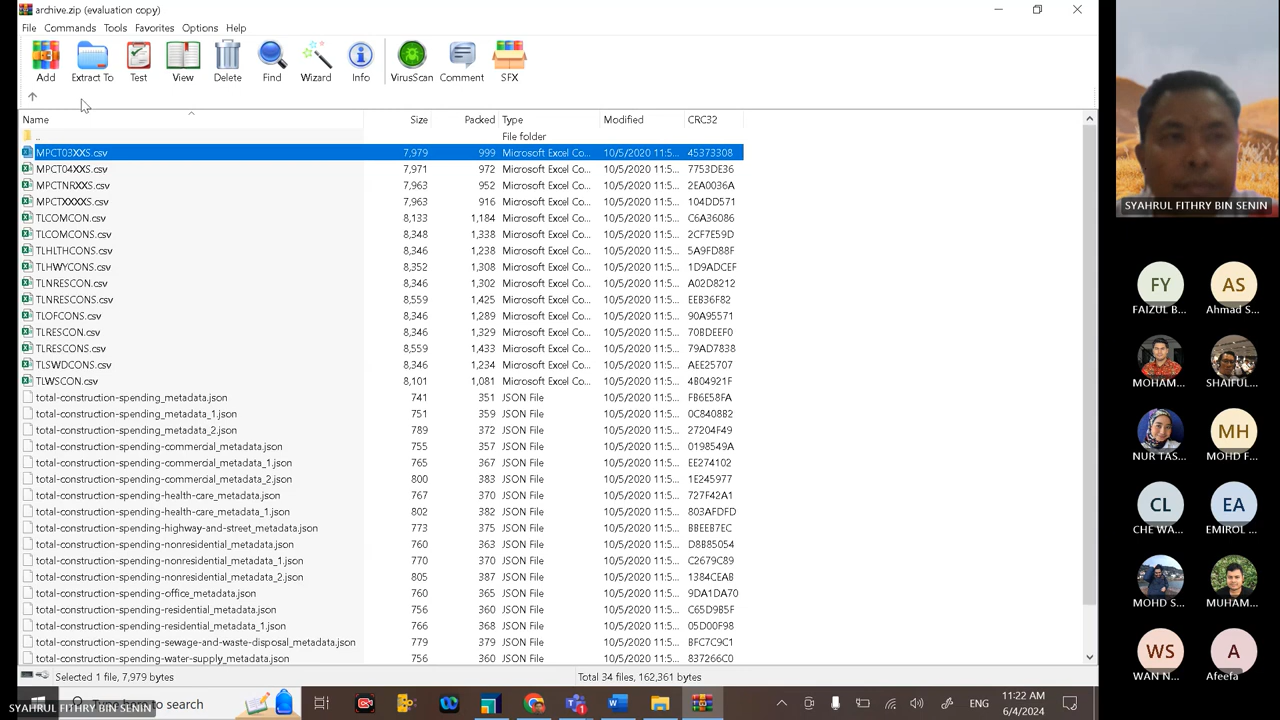 archive.zip (evaluation copy)
File Commands Tools Favorites Options Help
Add Extract To Test View Delete Find Wizard Info VirusScan Comment SFX
Name Size Packed Type Modified CRC32
.. File folder
MPCT03XXS.csv 7,979 999 Microsoft Excel Co... 10/5/2020 11:5... 45373308
MPCT04XXS.csv 7,971 972 Microsoft Excel Co... 10/5/2020 11:5... 7753DE36
MPCTNRXXS.csv 7,963 952 Microsoft Excel Co... 10/5/2020 11:5... 2EA0036A
MPCTXXXXS.csv 7,963 916 Microsoft Excel Co... 10/5/2020 11:5... 104DD571
TLCOMCON.csv 8,133 1,184 Microsoft Excel Co... 10/5/2020 11:5... C6A36086
TLCOMCONS.csv 8,348 1,338 Microsoft Excel Co... 10/5/2020 11:5... 2CF7E59D
TLHLTHCONS.csv 8,346 1,238 Microsoft Excel Co... 10/5/2020 11:5... 5A9FD88F
TLHWYCONS.csv 8,352 1,308 Microsoft Excel Co... 10/5/2020 11:5... 1D9ADCEF
TLNRESCON.csv 8,346 1,302 Microsoft Excel Co... 10/5/2020 11:5... A02D8212
TLNRESCONS.csv 8,559 1,425 Microsoft Excel Co... 10/5/2020 11:5... EEB36F82
TLOFCONS.csv 8,346 1,289 Microsoft Excel Co... 10/5/2020 11:5... 90A95571
TLRESCON.csv 8,346 1,329 Microsoft Excel Co... 10/5/2020 11:5... 70BDEEF0
TLRESCONS.csv 8,559 1,433 Microsoft Excel Co... 10/5/2020 11:5... 79AD7838
TLSWDCONS.csv 8,346 1,234 Microsoft Excel Co... 10/5/2020 11:5... AEE25707
TLWSCON.csv 8,101 1,081 Microsoft Excel Co... 10/5/2020 11:5... 4B04921F
total-construction-spending_metadata.json 741 351 JSON File 10/5/2020 11:5... FB6E58FA
total-construction-spending_metadata_1.json 751 359 JSON File 10/5/2020 11:5... 0C8408B2
total-construction-spending_metadata_2.json 789 372 JSON File 10/5/2020 11:5... 27204F49
total-construction-spending-commercial_metadata.json 755 357 JSON File 10/5/2020 11:5... 0198549A
total-construction-spending-commercial_metadata_1.json 765 367 JSON File 10/5/2020 11:5... EE274102
total-construction-spending-commercial_metadata_2.json 800 383 JSON File 10/5/2020 11:5... 1E245977
total-construction-spending-health-care_metadata.json 767 370 JSON File 10/5/2020 11:5... 727F42A1
total-construction-spending-health-care_metadata_1.json 802 382 JSON File 10/5/2020 11:5... 803AFDFD
total-construction-spending-highway-and-street_metadata.json 773 375 JSON File 10/5/2020 11:5... BBEEB7EC
total-construction-spending-nonresidential_metadata.json 760 363 JSON File 10/5/2020 11:5... D8B85054
total-construction-spending-nonresidential_metadata_1.json 770 370 JSON File 10/5/2020 11:5... C2679C89
total-construction-spending-nonresidential_metadata_2.json 805 387 JSON File 10/5/2020 11:5... 1384CEAB
total-construction-spending-office_metadata.json 760 365 JSON File 10/5/2020 11:5... 9DA1DA70
total-construction-spending-residential_metadata.json 756 360 JSON File 10/5/2020 11:5... C65D9B5F
total-construction-spending-residential_metadata_1.json 766 368 JSON File 10/5/2020 11:5... 05D00F98
total-construction-spending-sewage-and-waste-disposal_metadata.json 779 379 JSON File 10/5/2020 11:5... BFC7C9C1
total-construction-spending-water-supply_metadata.json 756 360 JSON File 10/5/2020 11:5... 837266C0
Selected 1 file, 7,979 bytes Total 34 files, 162,361 bytes
SYAHRUL FITHRY BIN SENIN
ENG
11:22 AM
6/4/2024
SYAHRUL FITHRY BIN SENIN
FY AS
FAIZUL B... Ahmad S...
MOHAM... SHAIFUL...
MH
NUR TAS... MOHD F...
CL EA
CHE WA... EMIROL ...
MOHD S... MUHAM...
WS A
WAN N... Afeefa